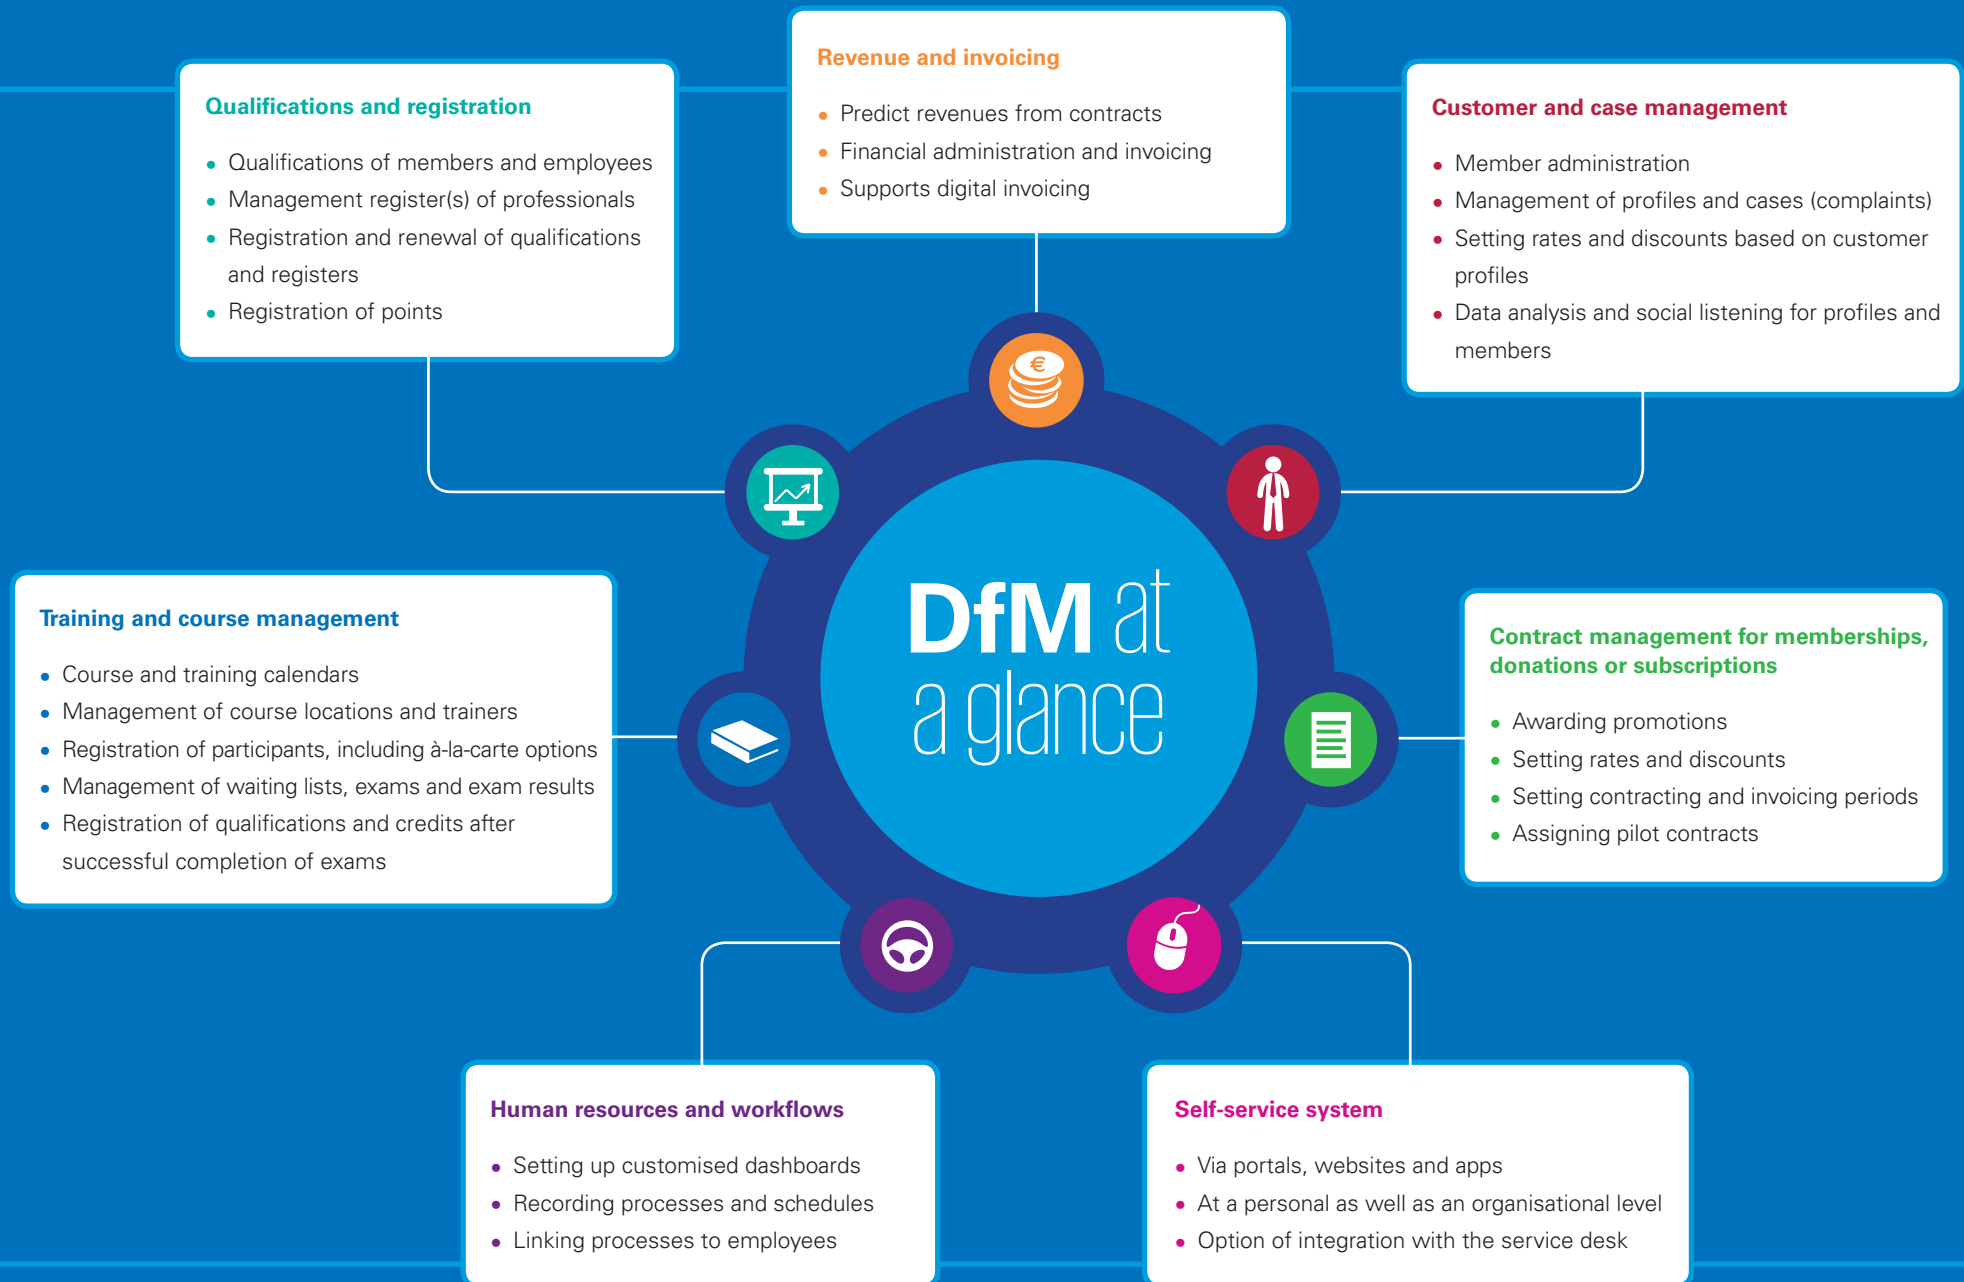 Revenue and invoicing
Predict revenues from contracts
Financial administration and invoicing
Supports digital invoicing
Qualifications and registration
Qualifications of members and employees
Management register(s) of professionals
Registration and renewal of qualifications
and registers
Registration of points
Customer and case management
Member administration
Management of profiles and cases (complaints)
Setting rates and discounts based on customer
profiles
Data analysis and social listening for profiles and
members
€
DfM at
a glance
Training and course management
Course and training calendars
Management of course locations and trainers
Registration of participants, including à-la-carte options
Management of waiting lists, exams and exam results
Registration of qualifications and credits after
successful completion of exams
Contract management for memberships,
donations or subscriptions
Awarding promotions
Setting rates and discounts
Setting contracting and invoicing periods
Assigning pilot contracts
Human resources and workflows
Setting up customised dashboards
Recording processes and schedules
Linking processes to employees
Self-service system
Via portals, websites and apps
At a personal as well as an organisational level
Option of integration with the service desk